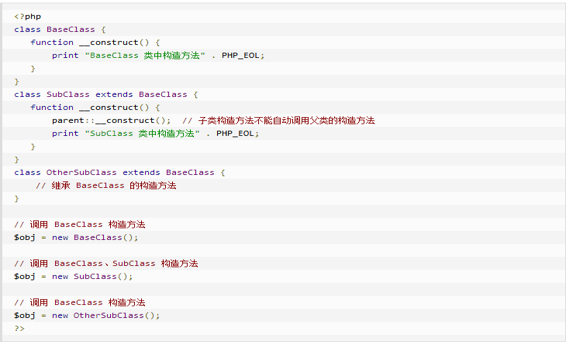 <?php
class BaseClass {
   function __construct() {
       print "BaseClass 类中构造方法" . PHP_EOL;
   }
}
class SubClass extends BaseClass {
   function __construct() {
       parent::__construct();  // 子类构造方法不能自动调用父类的构造方法
       print "SubClass 类中构造方法" . PHP_EOL;
   }
}
class OtherSubClass extends BaseClass {
    // 继承 BaseClass 的构造方法
}
// 调用 BaseClass 构造方法
$obj = new BaseClass();
// 调用 BaseClass、SubClass 构造方法
$obj = new SubClass();
// 调用 BaseClass 构造方法
$obj = new OtherSubClass();
?>